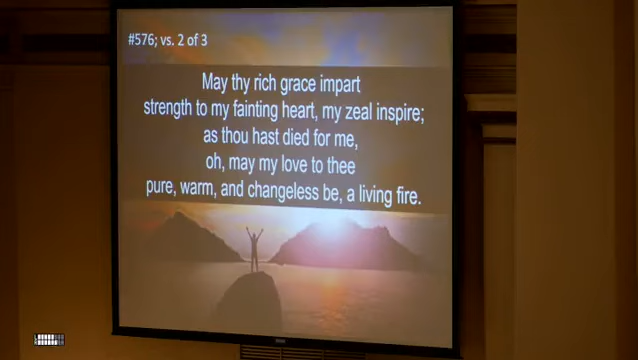 #576; vs. 2 of 3
May thy rich grace impart
strength to my fainting heart, my zeal inspire;
as thou hast died for me,
oh, may my love to thee
pure, warm, and changeless be, a living fire.